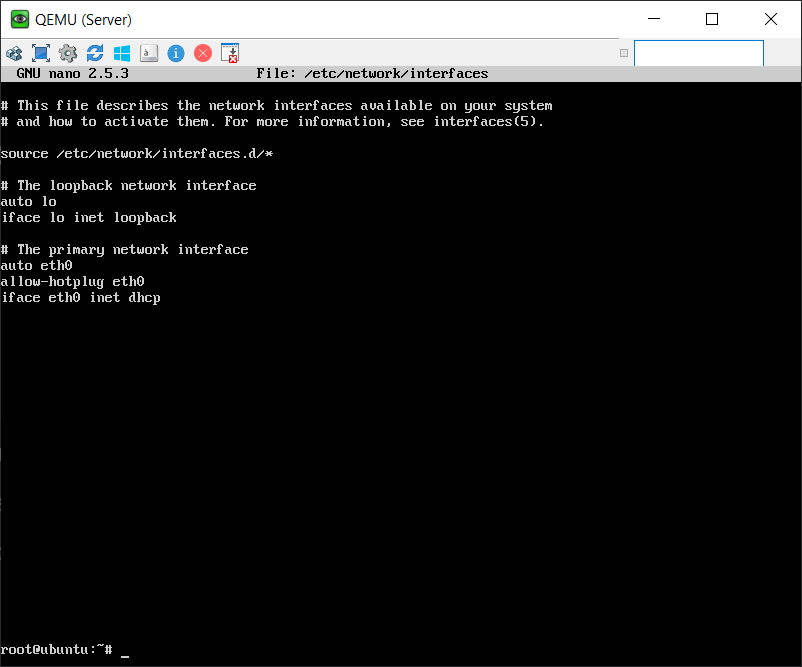 QEMU (Server)
GNU nano 2.5.3 File: /etc/network/interfaces
# This file describes the network interfaces available on your system
# and how to activate them. For more information, see interfaces(5).
source /etc/network/interfaces.d/*
# The loopback network interface
auto lo
iface lo inet loopback
# The primary network interface
auto eth0
allow-hotplug eth0
iface eth0 inet dhcp
root@ubuntu:~# _